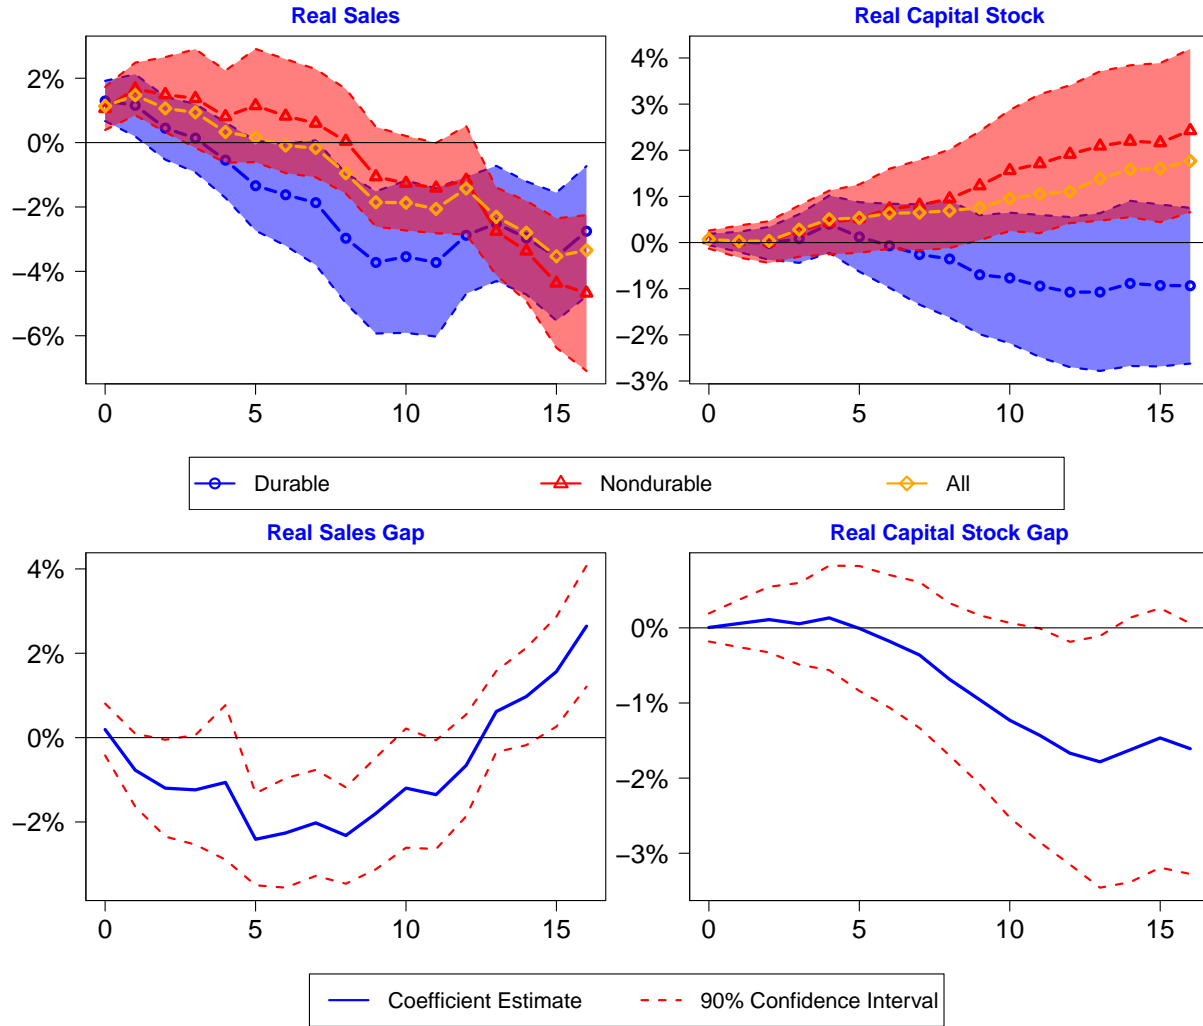 Real Sales
2%
0%
−2%
−4%
−6%
0 5 10 15
Real Capital Stock
4%
3%
2%
1%
0%
−1%
−2%
−3%
0 5 10 15
Durable Nondurable All
Real Sales Gap
4%
2%
0%
−2%
0 5 10 15
Real Capital Stock Gap
0%
−1%
−2%
−3%
0 5 10 15
Coefficient Estimate 90% Confidence Interval